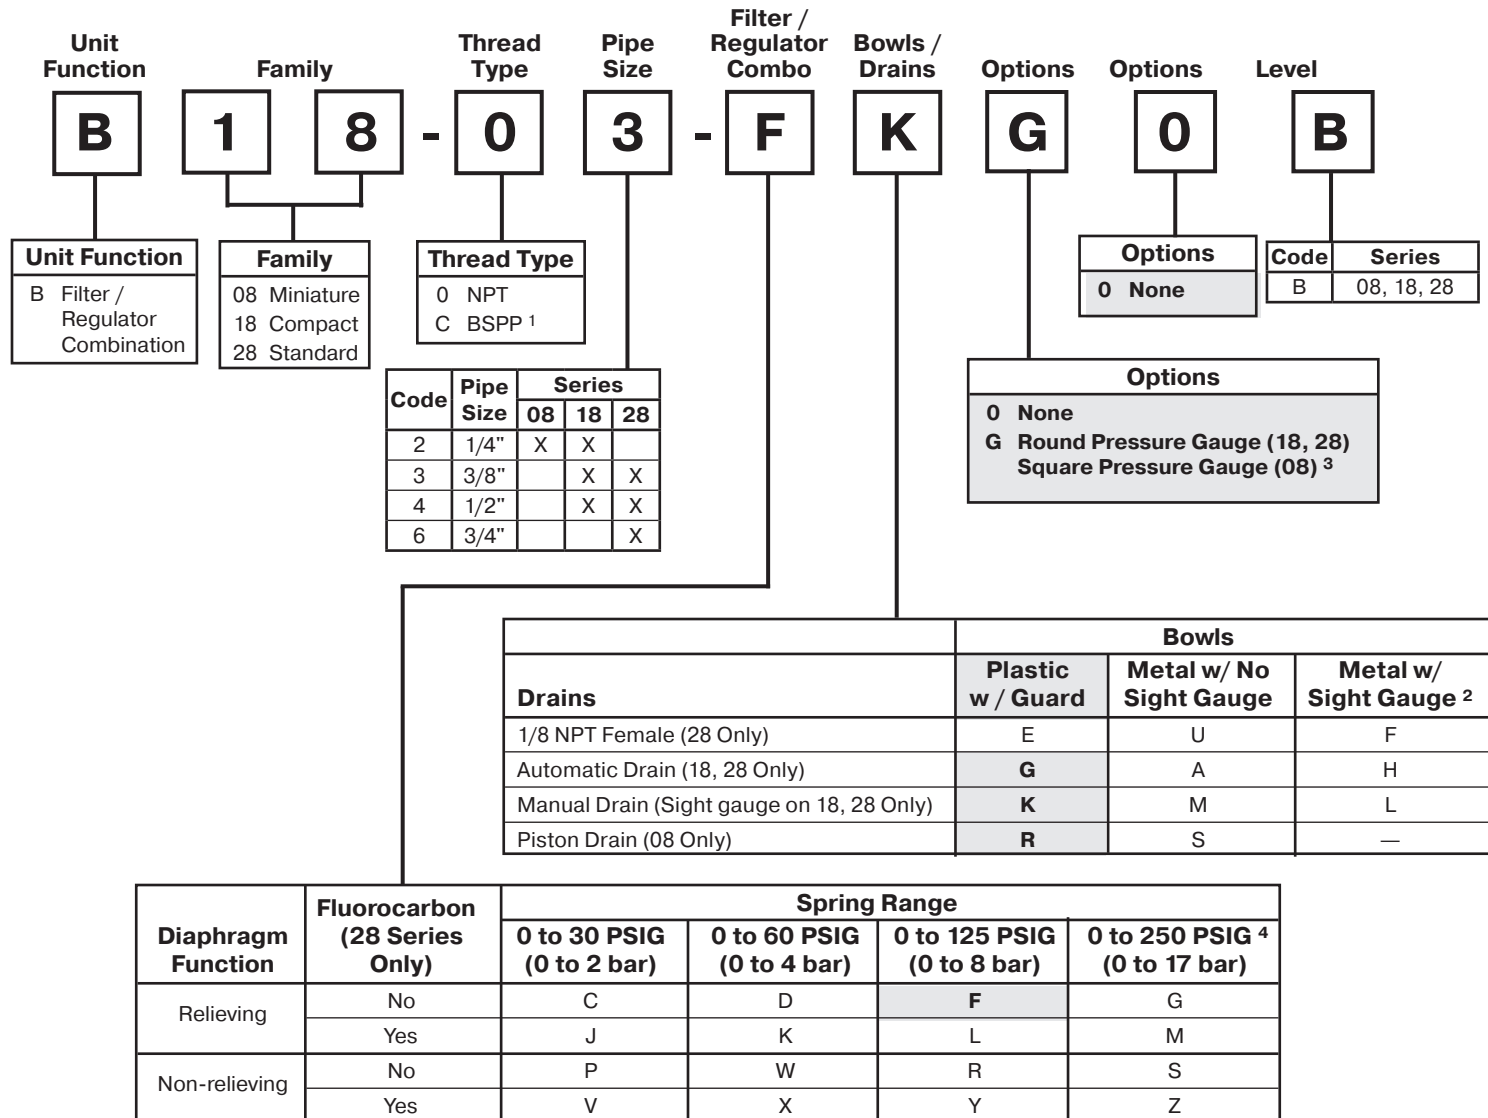 Unit Function
Family
Thread Type
Pipe Size
Filter / Regulator Combo
Bowls / Drains
Options
Options
Level
B 1 8 - 0 3 - F K G 0 B
Unit Function
B Filter / Regulator Combination
Family
08 Miniature
18 Compact
28 Standard
Thread Type
0 NPT
C BSPP 1
Options
0 None
Code Series
B 08, 18, 28
Code Pipe Size Series
08 18 28
2 1/4" X X
3 3/8" X X
4 1/2" X X
6 3/4" X
Options
0 None
G Round Pressure Gauge (18, 28)
Square Pressure Gauge (08) 3
Bowls
Drains Plastic w / Guard Metal w/ No Sight Gauge Metal w/ Sight Gauge 2
1/8 NPT Female (28 Only) E U F
Automatic Drain (18, 28 Only) G A H
Manual Drain (Sight gauge on 18, 28 Only) K M L
Piston Drain (08 Only) R S —
Diaphragm Function Fluorocarbon (28 Series Only) Spring Range
0 to 30 PSIG (0 to 2 bar) 0 to 60 PSIG (0 to 4 bar) 0 to 125 PSIG (0 to 8 bar) 0 to 250 PSIG 4 (0 to 17 bar)
Relieving No C D F G
Yes J K L M
Non-relieving No P W R S
Yes V X Y Z